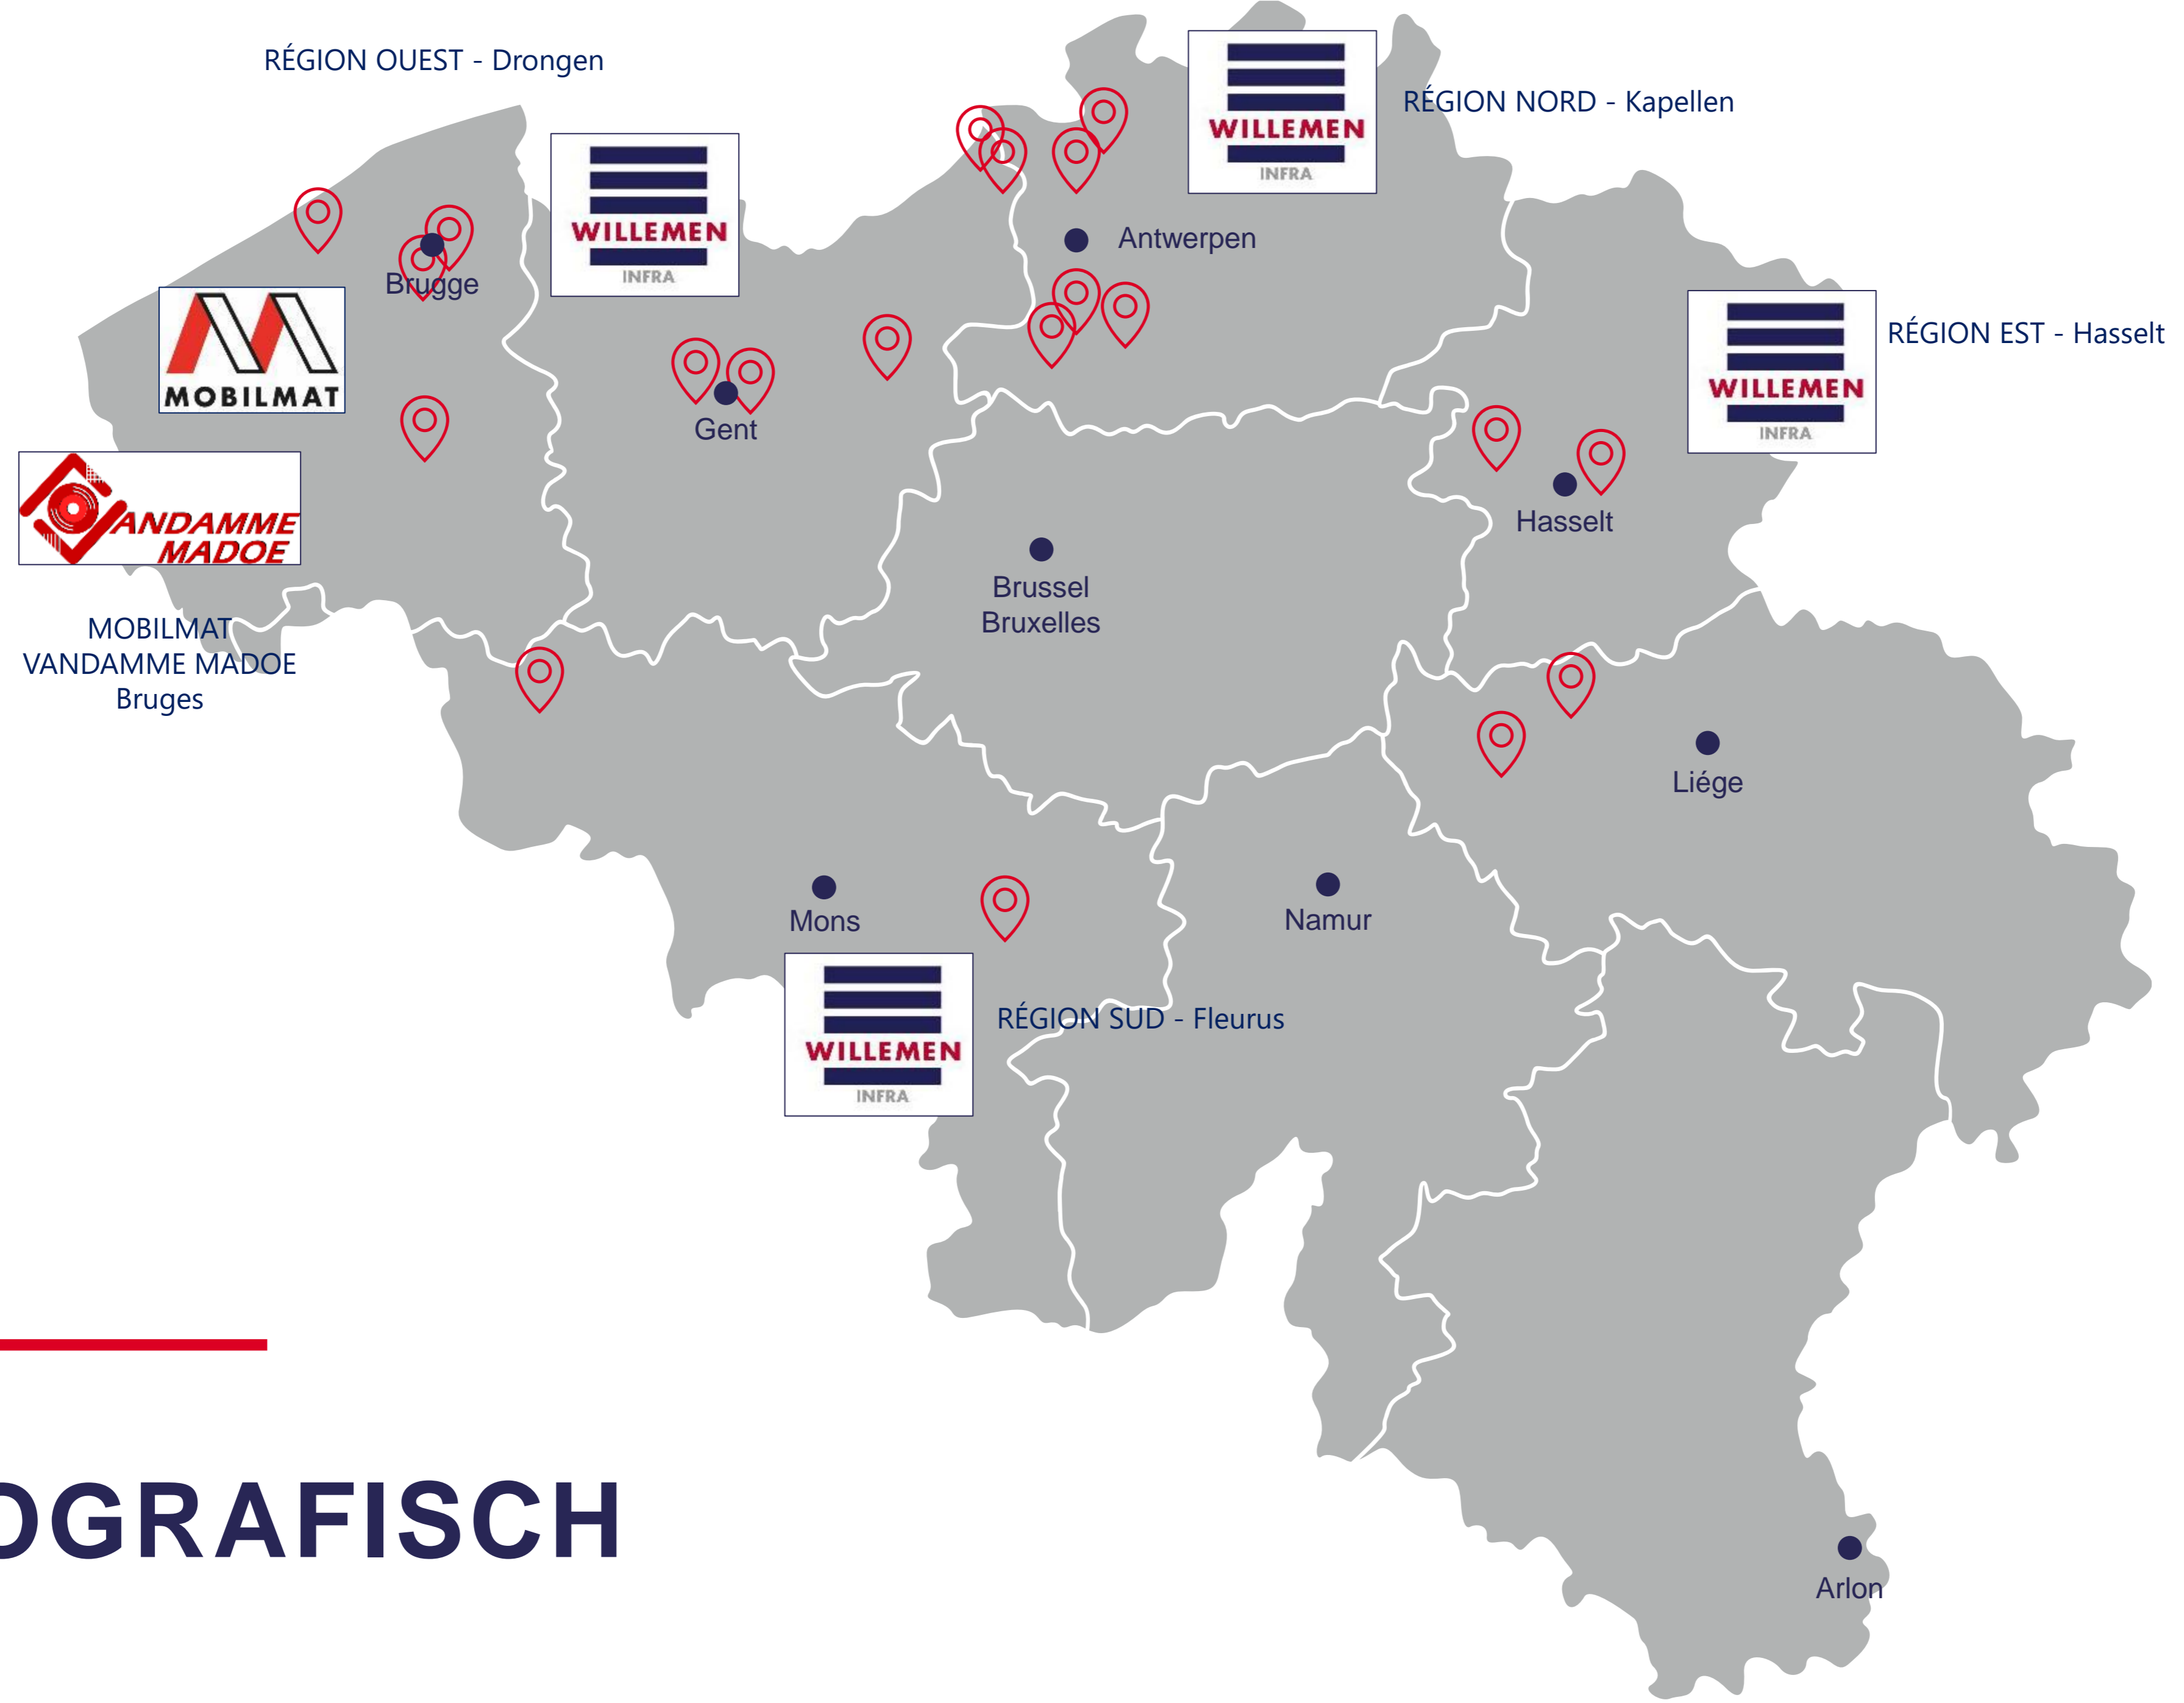 RÉGION OUEST - Drongen
WILLEMEN
INFRA
RÉGION NORD - Kapellen
WILLEMEN
INFRA
Antwerpen
Brugge
MOBILMAT
WILLEMEN
INFRA
RÉGION EST - Hasselt
Gent
ANDAMME
MADOE
Hasselt
Brussel
Bruxelles
MOBILMAT
VANDAMME MADOE
Bruges
Liége
Mons
Namur
WILLEMEN
INFRA
RÉGION SUD - Fleurus
OGRAFISCH
Arlon